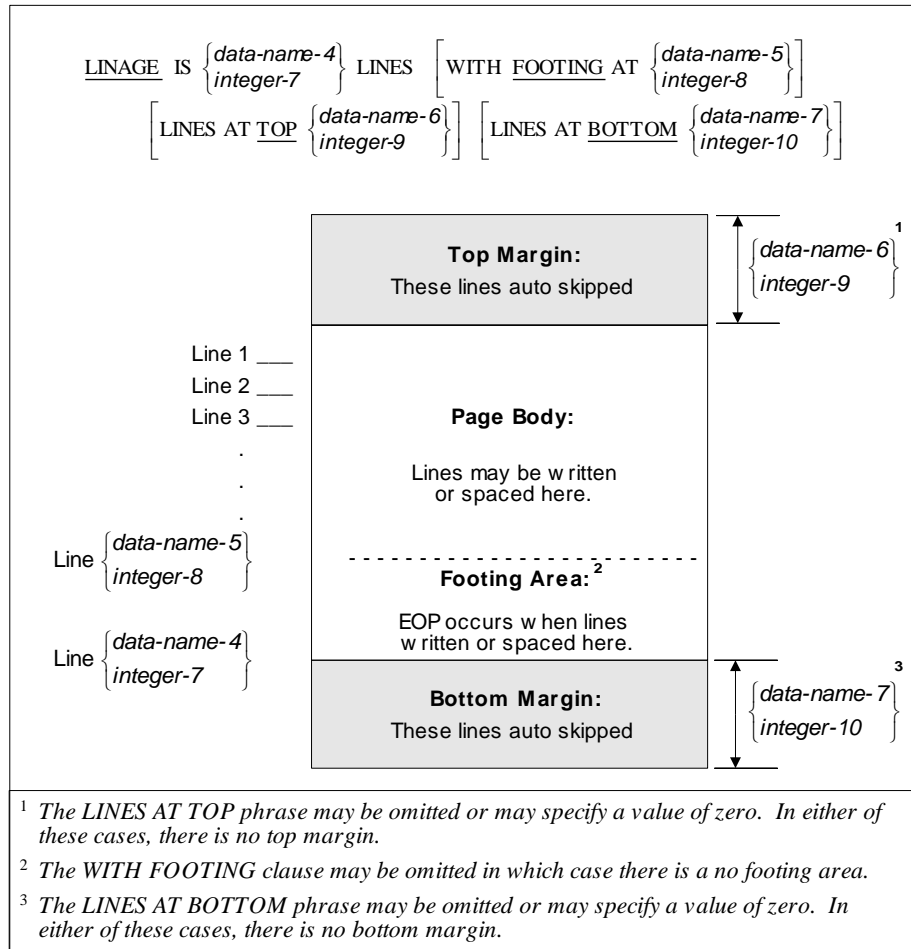 LINAGE IS {data-name-4 integer-7} LINES [WITH FOOTING AT {data-name-5 integer-8}]
[LINES AT TOP {data-name-6 integer-9}] [LINES AT BOTTOM {data-name-7 integer-10}]
Top Margin:
These lines auto skipped
{data-name-6 integer-9} 1
Line 1 ___
Line 2 ___
Line 3 ___
.
.
.
Page Body:
Lines may be w ritten
or spaced here.
Line {data-name-5 integer-8}
Footing Area: 2
EOP occurs w hen lines
w ritten or spaced here.
Line {data-name-4 integer-7}
Bottom Margin:
These lines auto skipped
{data-name-7 integer-10} 3
1 The LINES AT TOP phrase may be omitted or may specify a value of zero. In either of
these cases, there is no top margin.
2 The WITH FOOTING clause may be omitted in which case there is a no footing area.
3 The LINES AT BOTTOM phrase may be omitted or may specify a value of zero. In
either of these cases, there is no bottom margin.